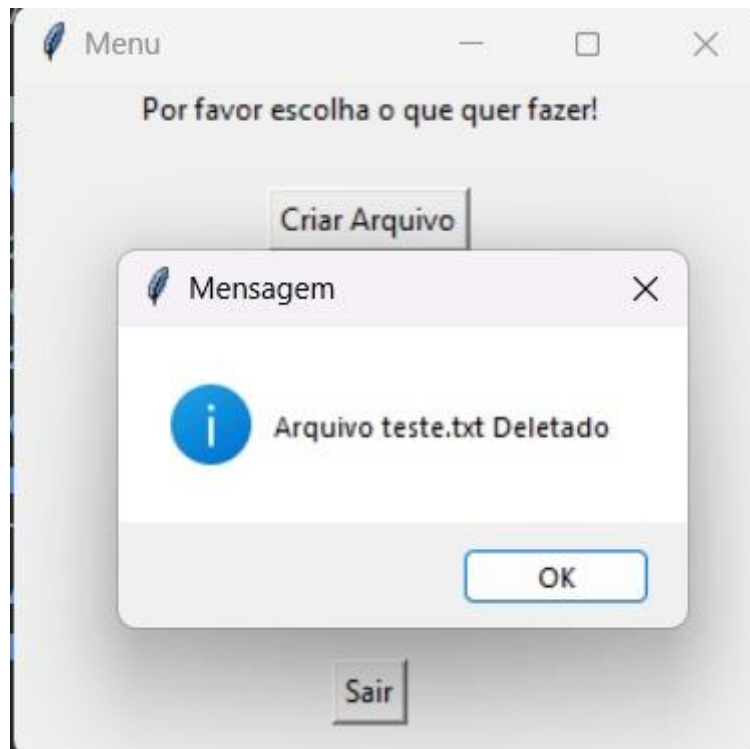 Menu
Por favor escolha o que quer fazer!
Criar Arquivo
Mensagem
Arquivo teste.txt Deletado
OK
Sair